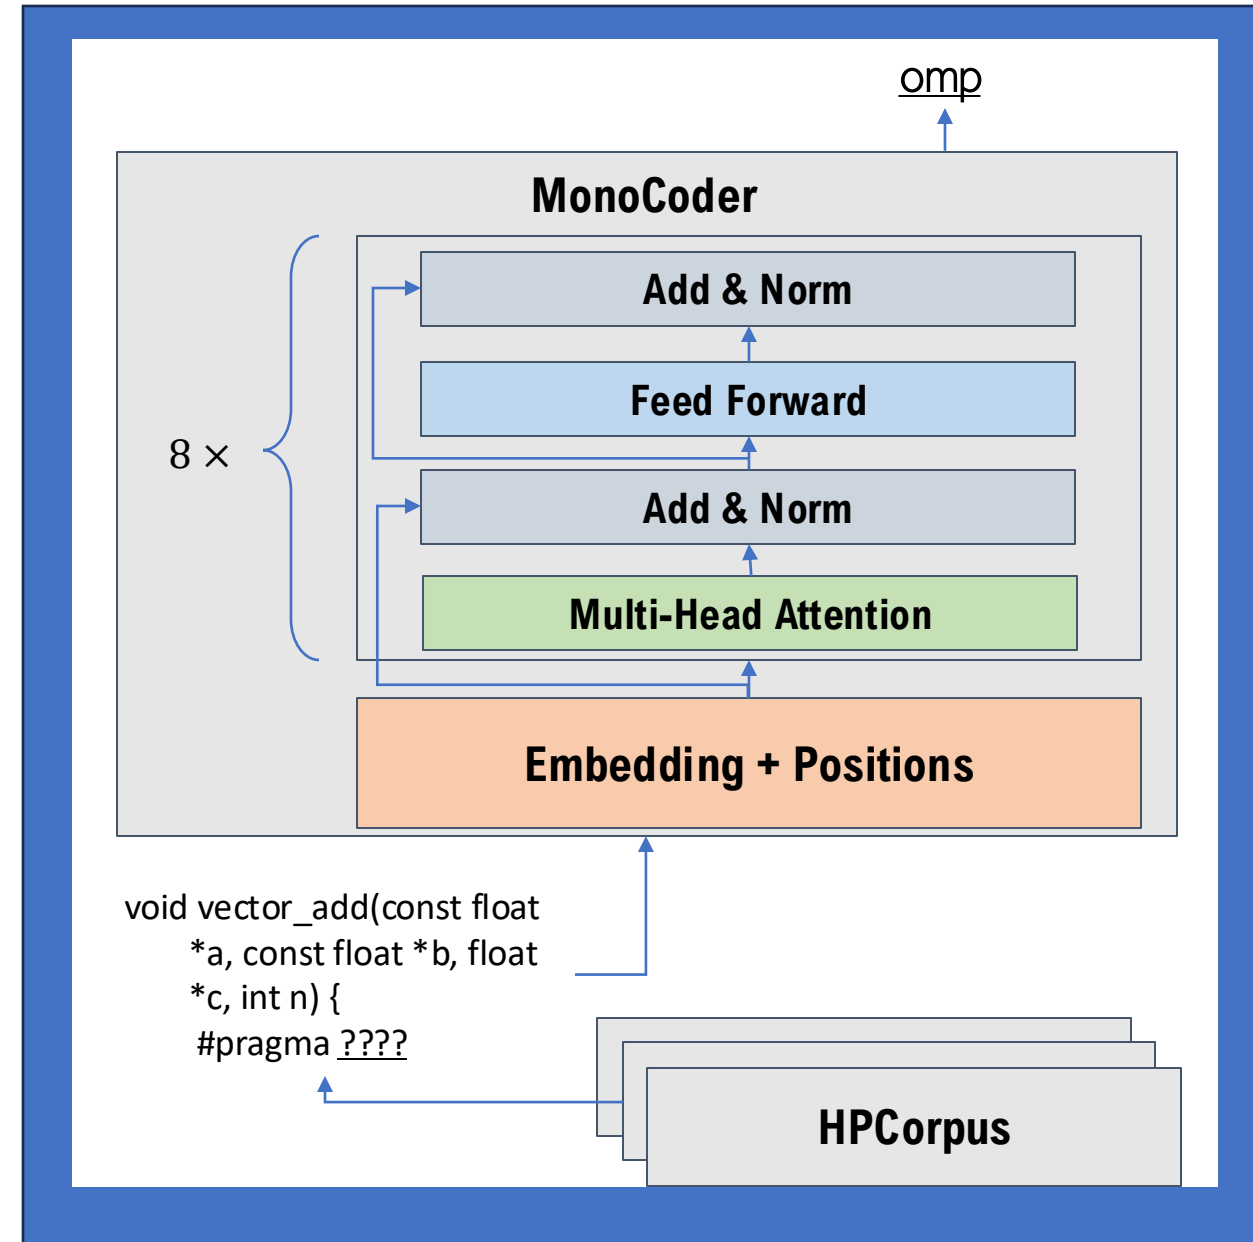 omp
MonoCoder
Add & Norm
Feed Forward
8 ×
Add & Norm
Multi-Head Attention
Embedding + Positions
void vector_add(const float
*a, const float *b, float
*c, int n) {
#pragma ????
HPCorpus